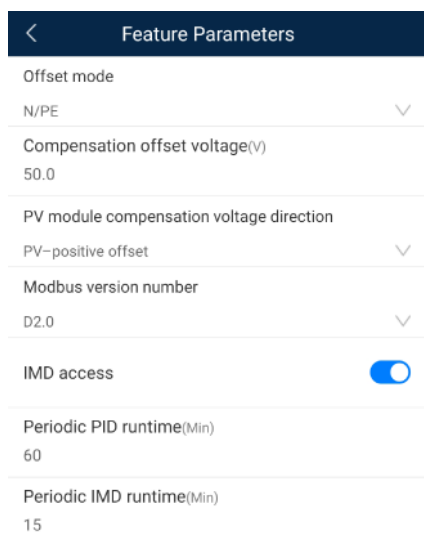 Feature Parameters
Offset mode
N/PE
Compensation offset voltage(V)
50.0
PV module compensation voltage direction
PV-positive offset
Modbus version number
D2.0
IMD access
Periodic PID runtime(Min)
60
Periodic IMD runtime(Min)
15